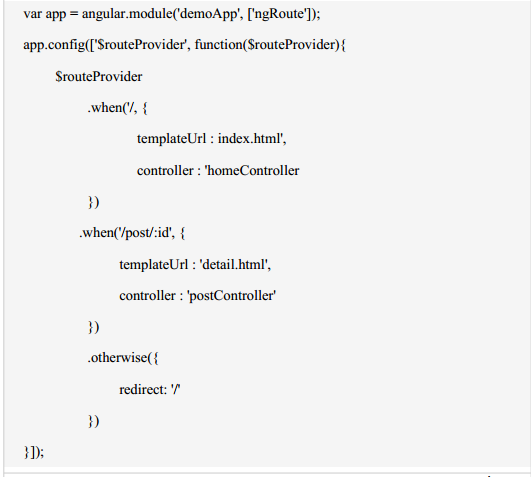 var app = angular.module('demoApp', ['ngRoute']);
app.config(['$routeProvider', function($routeProvider){
$routeProvider
.when('/, {
templateUrl : index.html',
controller : 'homeController
})
.when('/post/:id', {
templateUrl : 'detail.html',
controller : 'postController'
})
.otherwise({
redirect: '/'
})
}]);